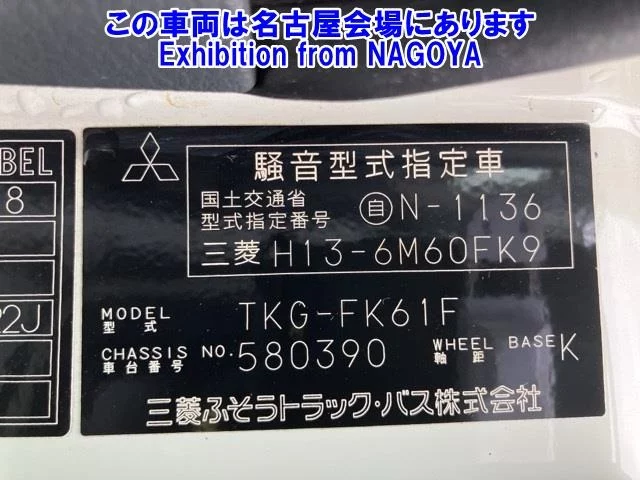 この車両は名古屋会場にあります
Exhibition from NAGOYA
BEL
8
2J
騒音型式指定車
国土交通省
型式指定番号 自N-1136
三菱 H13-6M60FK9
MODEL
型式 TKG-FK61F
CHASSIS NO.
車台番号 580390
WHEEL BASE
軸距 K
三菱ふそうトラック・バス株式会社